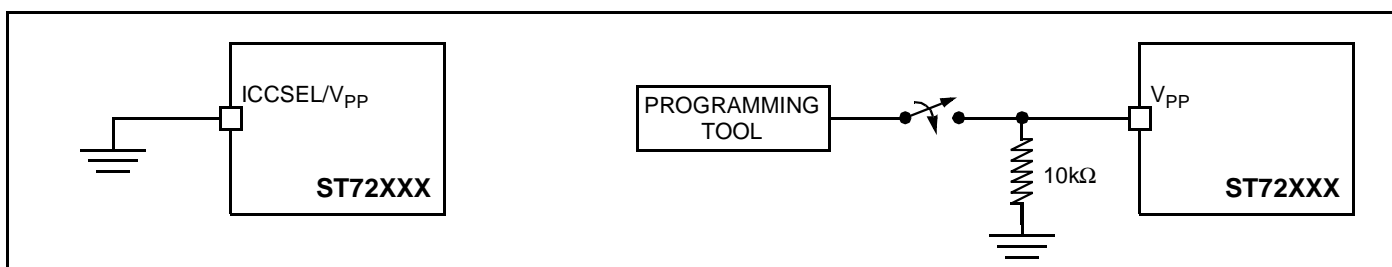 ICCSEL/VPP
ST72XXX
PROGRAMMING
TOOL
VPP
10kΩ
ST72XXX